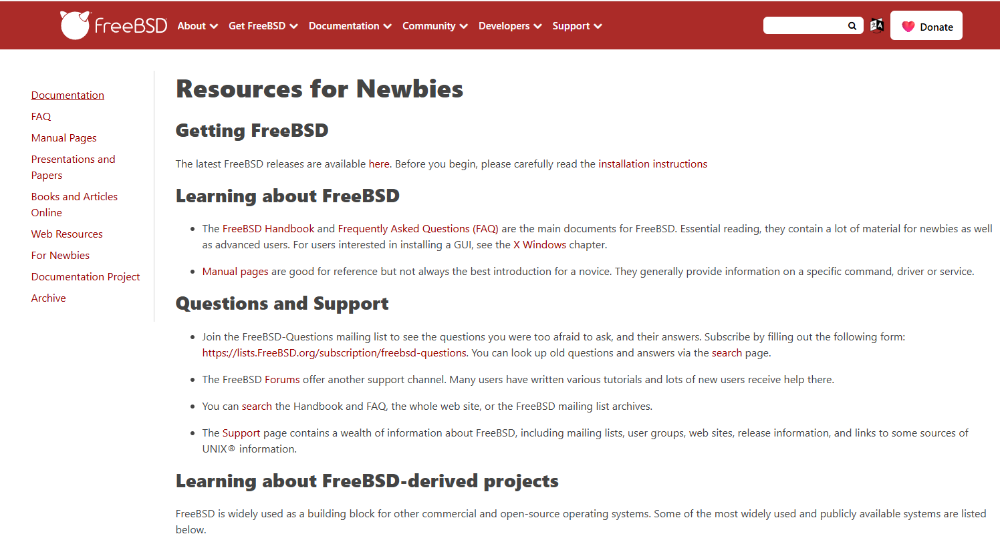 FreeBSD About Get FreeBSD Documentation Community Developers Support Donate
Documentation
FAQ
Manual Pages
Presentations and
Papers
Books and Articles
Online
Web Resources
For Newbies
Documentation Project
Archive
Resources for Newbies
Getting FreeBSD
The latest FreeBSD releases are available here. Before you begin, please carefully read the installation instructions
Learning about FreeBSD
• The FreeBSD Handbook and Frequently Asked Questions (FAQ) are the main documents for FreeBSD. Essential reading, they contain a lot of material for newbies as well
as advanced users. For users interested in installing a GUI, see the X Windows chapter.
• Manual pages are good for reference but not always the best introduction for a novice. They generally provide information on a specific command, driver or service.
Questions and Support
• Join the FreeBSD-Questions mailing list to see the questions you were too afraid to ask, and their answers. Subscribe by filling out the following form:
https://lists.FreeBSD.org/subscription/freebsd-questions. You can look up old questions and answers via the search page.
• The FreeBSD Forums offer another support channel. Many users have written various tutorials and lots of new users receive help there.
• You can search the Handbook and FAQ, the whole web site, or the FreeBSD mailing list archives.
• The Support page contains a wealth of information about FreeBSD, including mailing lists, user groups, web sites, release information, and links to some sources of
UNIX® information.
Learning about FreeBSD-derived projects
FreeBSD is widely used as a building block for other commercial and open-source operating systems. Some of the most widely used and publicly available systems are listed
below.